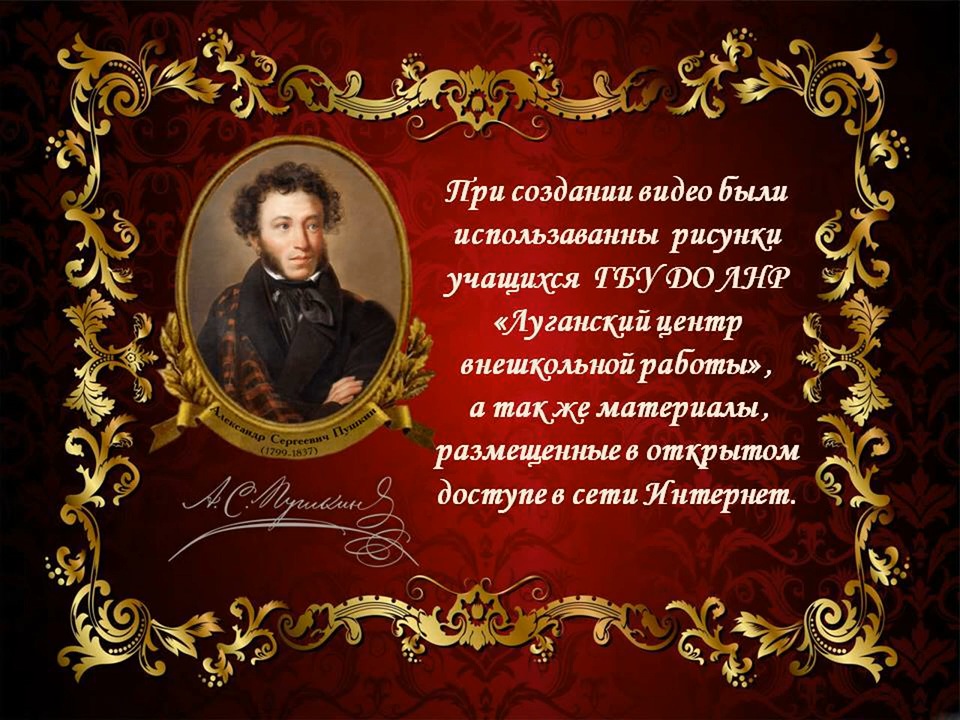 При создании видео были
использаванны рисунки
учащихся ГБУ ДО ЛНР
«Луганский центр
внешкольной работы» ,
а так же материалы ,
размещенные в открытом
доступе в сети Интернет.
Александр Сергеевич Пушкин
(1799-1837)
А.С.Пушкин